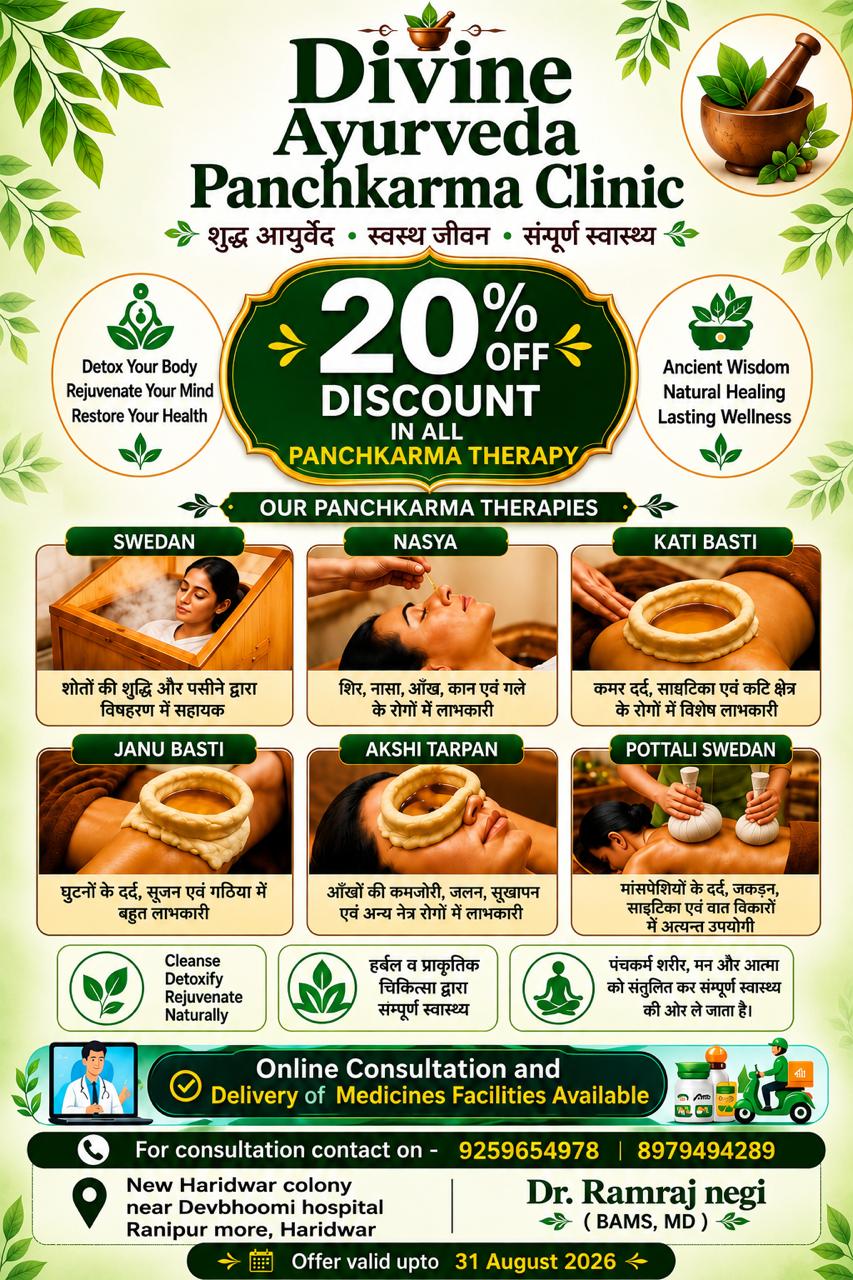 Divine
Ayurveda
Panchkarma Clinic
शुद्ध आयुर्वेद • स्वस्थ जीवन • संम्पूर्ण स्वास्थ्य
Detox Your Body
Rejuvenate Your Mind
Restore Your Health
20% OFF
DISCOUNT
IN ALL
PANCHKARMA THERAPY
Ancient Wisdom
Natural Healing
Lasting Wellness
OUR PANCHKARMA THERAPIES
SWEDAN
शोतों की शुद्धि और पसीने द्वारा
विषहरण में सहायक
NASYA
शिर, नासा, आँख, कान एवं गले
के रोगों में लाभकारी
KATI BASTI
कमर दर्द, साइटिका एवं कटि क्षेत्र
के रोगों में विशेष लाभकारी
JANU BASTI
घुटनों के दर्द, सूजन एवं गठिया में
बहुत लाभकारी
AKSHI TARPAN
आँखों की कमजोरी, जलन, सूखापन
एवं अन्य नेत्र रोगों में लाभकारी
POTTALI SWEDAN
मांसपेशियों के दर्द, जकड़न,
साइटिका एवं वात विकारों
में अत्यन्त उपयोगी
Cleanse
Detoxify
Rejuvenate
Naturally
हर्बल व प्राकृतिक
चिकित्सा द्वारा
संम्पूर्ण स्वास्थ्य
पंचकर्म शरीर, मन और आत्मा
को संतुलित कर संम्पूर्ण स्वास्थ्य
की ओर ले जाता है।
Online Consultation and
Delivery of Medicines Facilities Available
For consultation contact on - 9259654978 | 8979494289
New Haridwar colony
near Devbhoomi hospital
Ranipur more, Haridwar
Dr. Ramraj negi
( BAMS, MD )
Offer valid upto 31 August 2026